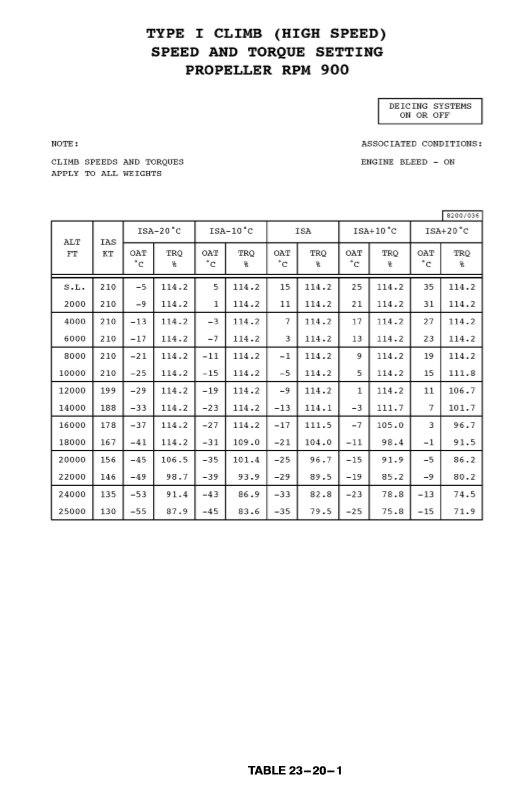 TYPE I CLIMB (HIGH SPEED)
SPEED AND TORQUE SETTING
PROPELLER RPM 900
DEICING SYSTEMS
ON OR OFF
NOTE: ASSOCIATED CONDITIONS:
CLIMB SPEEDS AND TORQUES ENGINE BLEED - ON
APPLY TO ALL WEIGHTS
8200/036
ALT FT IAS KT ISA-20°C ISA-10°C ISA ISA+10°C ISA+20°C
OAT °C TRQ % OAT °C TRQ % OAT °C TRQ % OAT °C TRQ % OAT °C TRQ %
S.L. 210 -5 114.2 5 114.2 15 114.2 25 114.2 35 114.2
2000 210 -9 114.2 1 114.2 11 114.2 21 114.2 31 114.2
4000 210 -13 114.2 -3 114.2 7 114.2 17 114.2 27 114.2
6000 210 -17 114.2 -7 114.2 3 114.2 13 114.2 23 114.2
8000 210 -21 114.2 -11 114.2 -1 114.2 9 114.2 19 114.2
10000 210 -25 114.2 -15 114.2 -5 114.2 5 114.2 15 111.8
12000 199 -29 114.2 -19 114.2 -9 114.2 1 114.2 11 106.7
14000 188 -33 114.2 -23 114.2 -13 114.1 -3 111.7 7 101.7
16000 178 -37 114.2 -27 114.2 -17 111.5 -7 105.0 3 96.7
18000 167 -41 114.2 -31 109.0 -21 104.0 -11 98.4 -1 91.5
20000 156 -45 106.5 -35 101.4 -25 96.7 -15 91.9 -5 86.2
22000 146 -49 98.7 -39 93.9 -29 89.5 -19 85.2 -9 80.2
24000 135 -53 91.4 -43 86.9 -33 82.8 -23 78.8 -13 74.5
25000 130 -55 87.9 -45 83.6 -35 79.5 -25 75.8 -15 71.9
TABLE 23-20-1